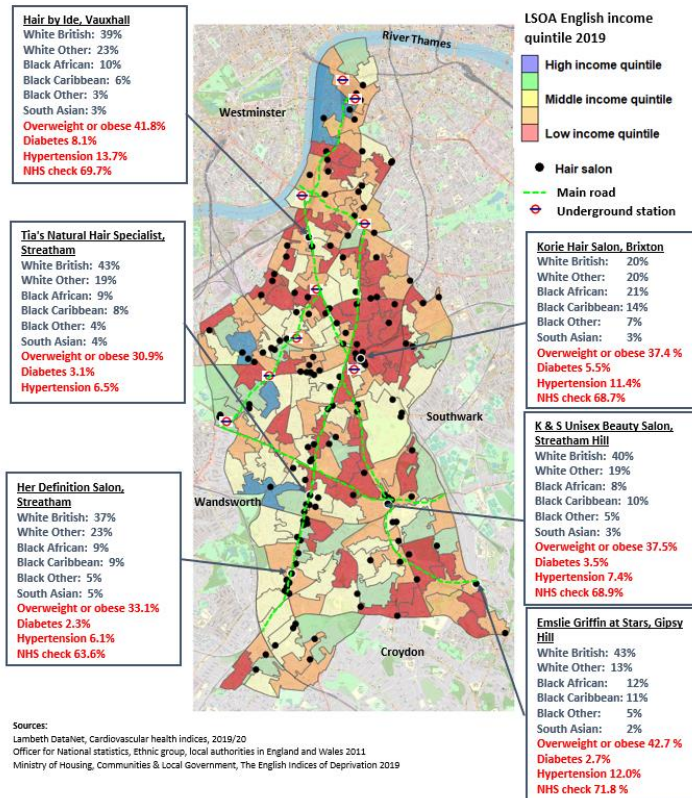 Hair by Ide, Vauxhall
White British: 39%
White Other: 23%
Black African: 10%
Black Caribbean: 6%
Black Other: 3%
South Asian: 3%
Overweight or obese 41.8%
Diabetes 8.1%
Hypertension 13.7%
NHS check 69.7%
Tia's Natural Hair Specialist,
Streatham
White British: 43%
White Other: 19%
Black African: 9%
Black Caribbean: 8%
Black Other: 4%
South Asian: 4%
Overweight or obese 30.9%
Diabetes 3.1%
Hypertension 6.5%
Her Definition Salon,
Streatham
White British: 37%
White Other: 23%
Black African: 9%
Black Caribbean: 9%
Black Other: 5%
South Asian: 5%
Overweight or obese 33.1%
Diabetes 2.3%
Hypertension 6.1%
NHS check 63.6%
River Thames
Westminster
Southwark
Wandsworth
Croydon
LSOA English income
quintile 2019
High income quintile
Middle income quintile
Low income quintile
Hair salon
Main road
Underground station
Korie Hair Salon, Brixton
White British: 20%
White Other: 20%
Black African: 21%
Black Caribbean: 14%
Black Other: 7%
South Asian: 3%
Overweight or obese 37.4 %
Diabetes 5.5%
Hypertension 11.4%
NHS check 68.7%
K & S Unisex Beauty Salon,
Streatham Hill
White British: 40%
White Other: 19%
Black African: 8%
Black Caribbean: 10%
Black Other: 5%
South Asian: 3%
Overweight or obese 37.5%
Diabetes 3.5%
Hypertension 7.4%
NHS check 68.9%
Emslie Griffin at Stars, Gipsy
Hill
White British: 43%
White Other: 13%
Black African: 12%
Black Caribbean: 11%
Black Other: 5%
South Asian: 2%
Overweight or obese 42.7 %
Diabetes 2.7%
Hypertension 12.0%
NHS check 71.8 %
Sources:
Lambeth DataNet, Cardiovascular health indices, 2019/20
Officer for National statistics, Ethnic group, local authorities in England and Wales 2011
Ministry of Housing, Communities & Local Government, The English Indices of Deprivation 2019